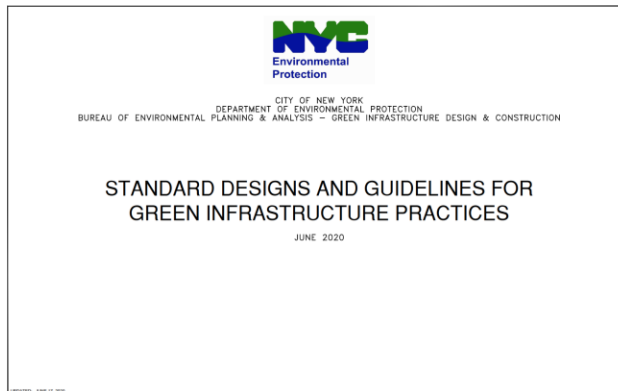 NYC
Environmental
Protection
CITY OF NEW YORK
DEPARTMENT OF ENVIRONMENTAL PROTECTION
BUREAU OF ENVIRONMENTAL PLANNING & ANALYSIS – GREEN INFRASTRUCTURE DESIGN & CONSTRUCTION
STANDARD DESIGNS AND GUIDELINES FOR
GREEN INFRASTRUCTURE PRACTICES
JUNE 2020